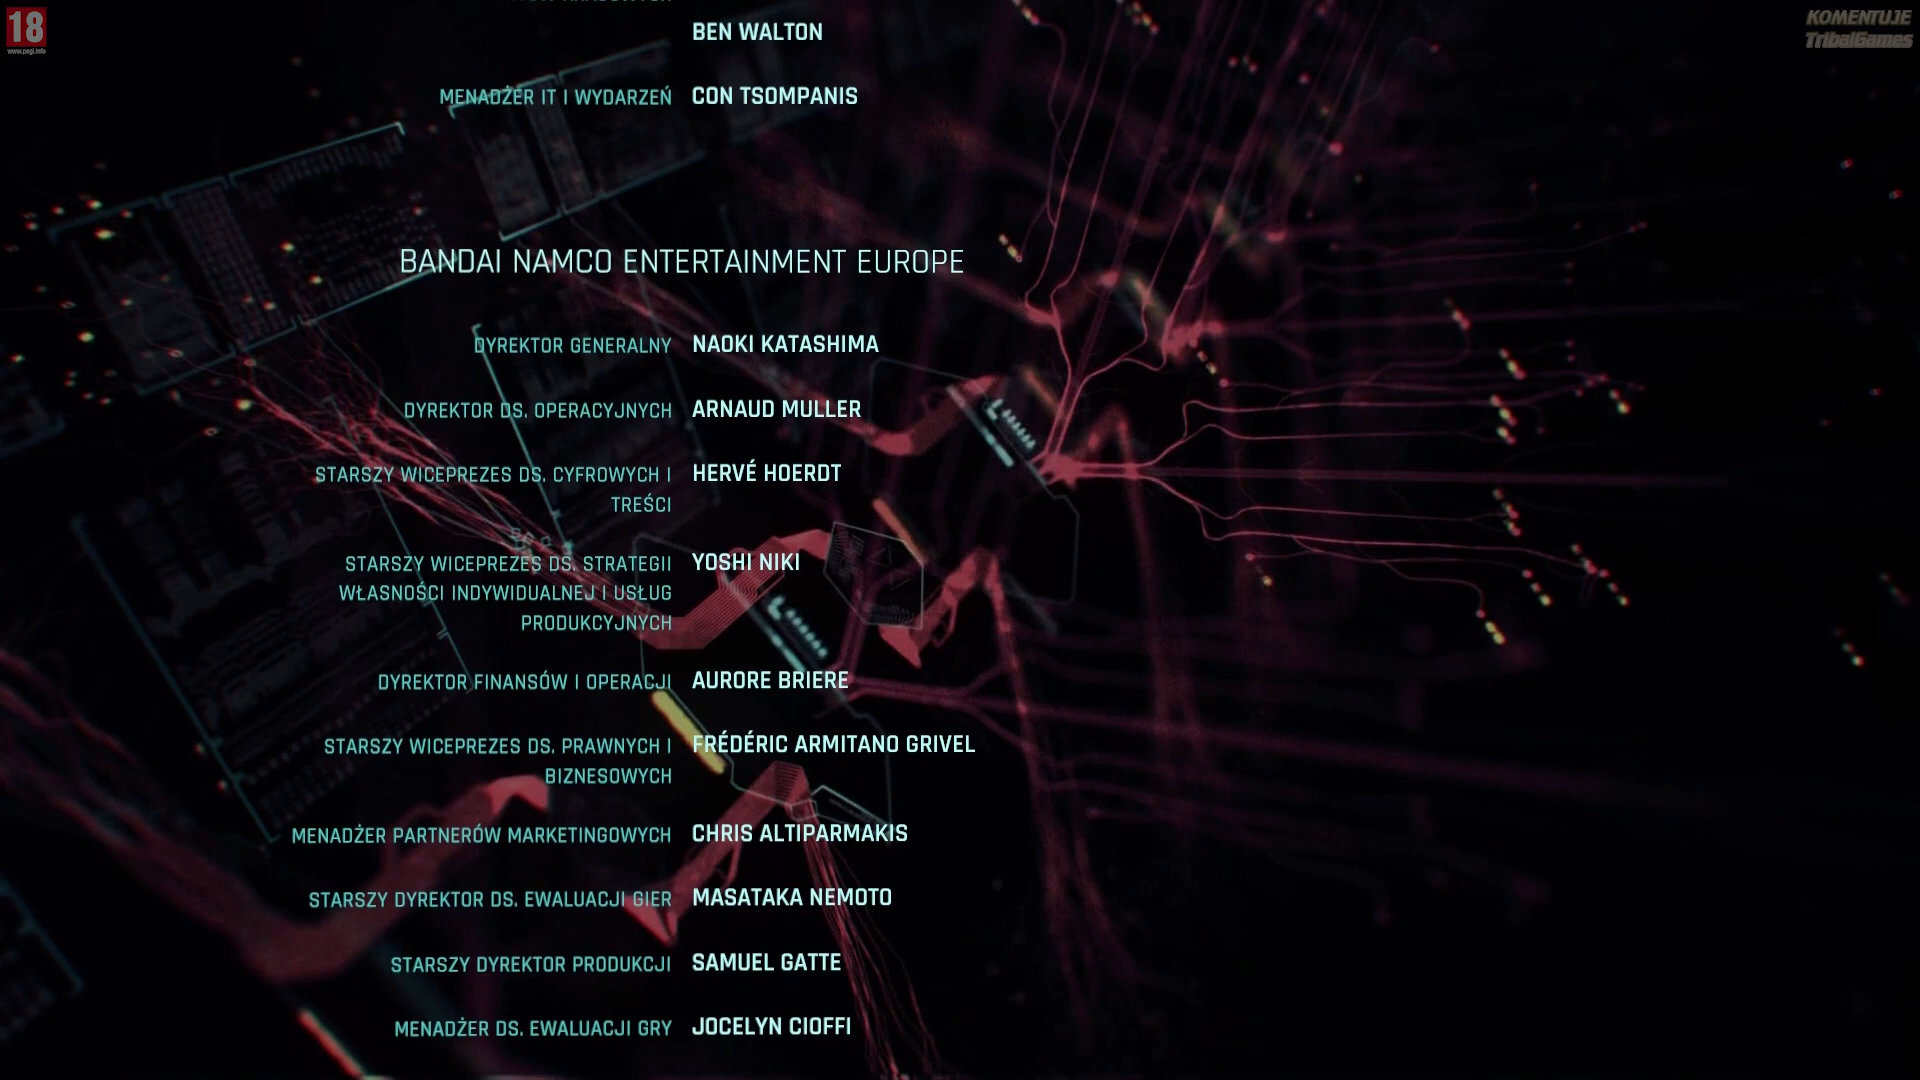 18
www.pegi.info
KOMENTUJE
TribalGames
BEN WALTON
MENADŻER IT I WYDARZEŃ CON TSOMPANIS
BANDAI NAMCO ENTERTAINMENT EUROPE
DYREKTOR GENERALNY NAOKI KATASHIMA
DYREKTOR DS. OPERACYJNYCH ARNAUD MULLER
STARSZY WICEPREZES DS. CYFROWYCH I HERVÉ HOERDT
TREŚCI
STARSZY WICEPREZES DS. STRATEGII YOSHI NIKI
WŁASNOŚCI INDYWIDUALNEJ I USŁUG
PRODUKCYJNYCH
DYREKTOR FINANSÓW I OPERACJI AURORE BRIERE
STARSZY WICEPREZES DS. PRAWNYCH I FRÉDÉRIC ARMITANO GRIVEL
BIZNESOWYCH
MENADŻER PARTNERÓW MARKETINGOWYCH CHRIS ALTIPARMAKIS
STARSZY DYREKTOR DS. EWALUACJI GIER MASATAKA NEMOTO
STARSZY DYREKTOR PRODUKCJI SAMUEL GATTE
MENADŻER DS. EWALUACJI GRY JOCELYN CIOFFI